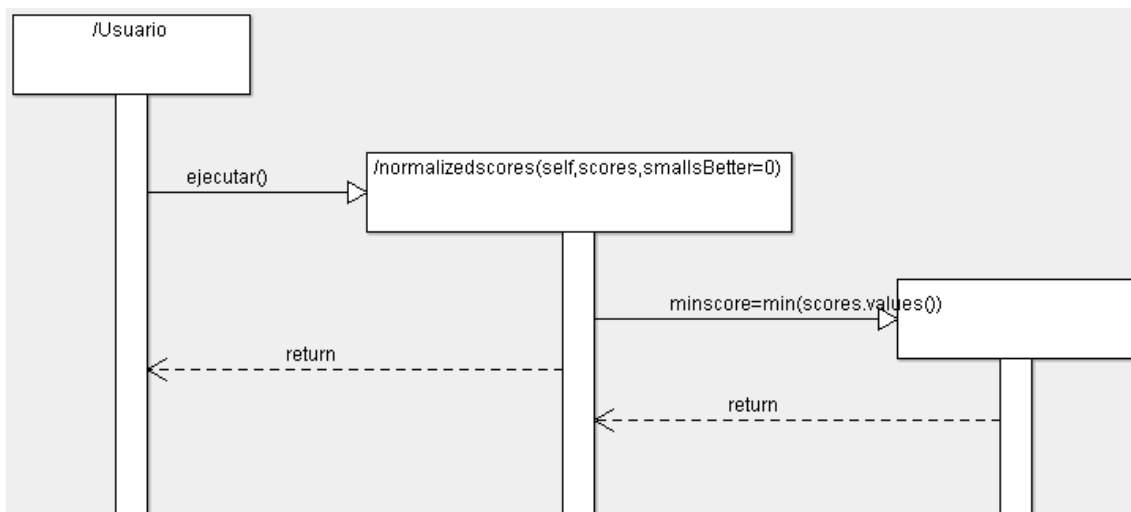 /Usuario
/normalizedscores(self,scores,smallsBetter=0)
ejecutar()
minscore=min(scores.values())
return
return